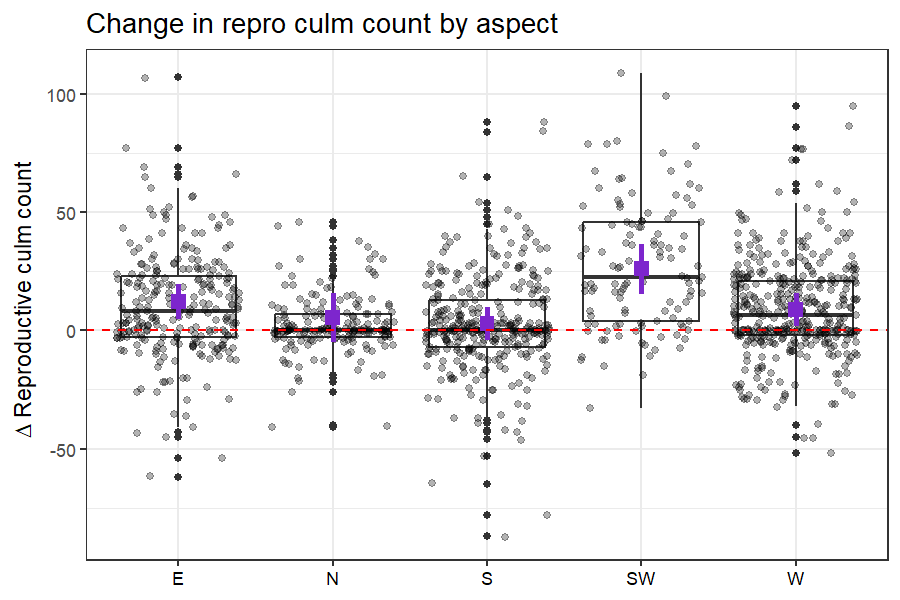 Change in repro culm count by aspect
Δ Reproductive culm count
100
50
0
-50
E N S SW W